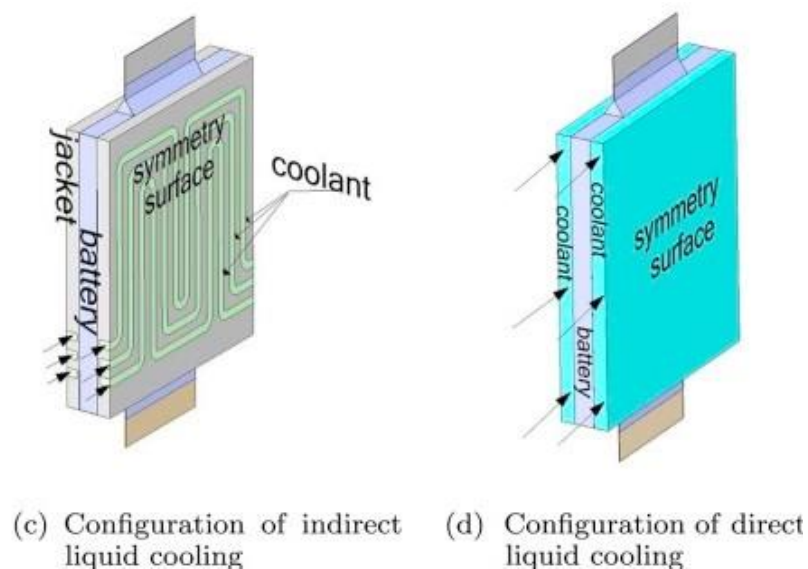 jacket
battery
symmetry
surface
coolant
coolant
coolant
battery
symmetry
surface
(c) Configuration of indirect
liquid cooling
(d) Configuration of direct
liquid cooling